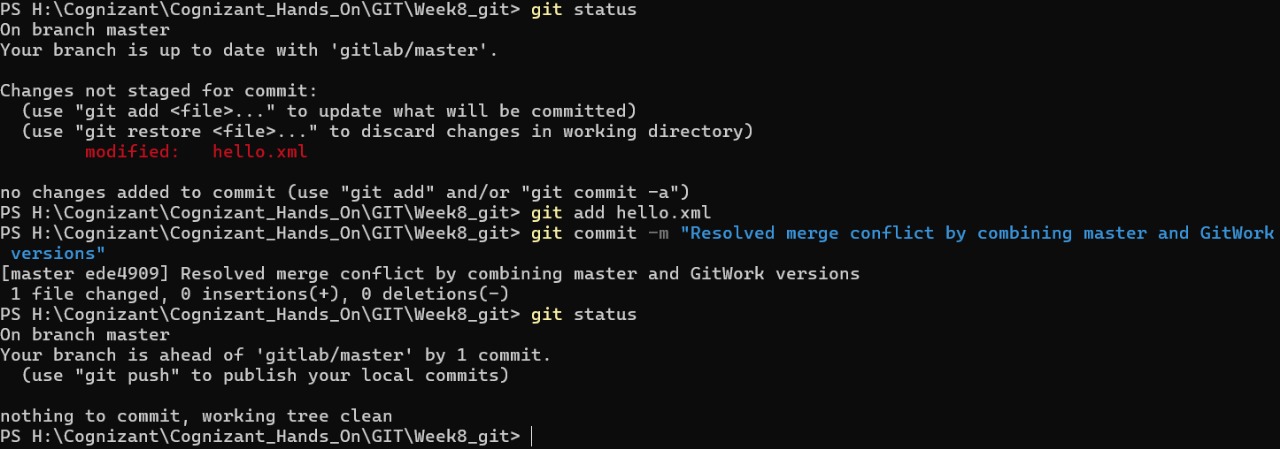 PS H:\Cognizant\Cognizant_Hands_On\GIT\Week8_git> git status
On branch master
Your branch is up to date with 'gitlab/master'.
Changes not staged for commit:
  (use "git add <file>..." to update what will be committed)
  (use "git restore <file>..." to discard changes in working directory)
        modified:   hello.xml
no changes added to commit (use "git add" and/or "git commit -a")
PS H:\Cognizant\Cognizant_Hands_On\GIT\Week8_git> git add hello.xml
PS H:\Cognizant\Cognizant_Hands_On\GIT\Week8_git> git commit -m "Resolved merge conflict by combining master and GitWork
 versions"
[master ede4909] Resolved merge conflict by combining master and GitWork versions
 1 file changed, 0 insertions(+), 0 deletions(-)
PS H:\Cognizant\Cognizant_Hands_On\GIT\Week8_git> git status
On branch master
Your branch is ahead of 'gitlab/master' by 1 commit.
  (use "git push" to publish your local commits)
nothing to commit, working tree clean
PS H:\Cognizant\Cognizant_Hands_On\GIT\Week8_git>